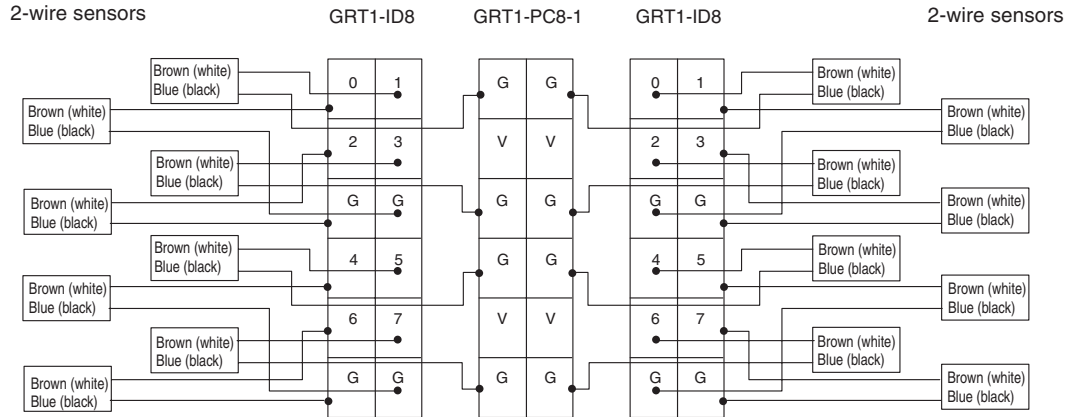 2-wire sensors GRT1-ID8 GRT1-PC8-1 GRT1-ID8 2-wire sensors
Brown (white)
Blue (black)
Brown (white)
Blue (black)
Brown (white)
Blue (black)
Brown (white)
Blue (black)
Brown (white)
Blue (black)
Brown (white)
Blue (black)
Brown (white)
Blue (black)
Brown (white)
Blue (black)
0 1
2 3
G G
4 5
6 7
G G
G G
V V
G G
G G
V V
G G
0 1
2 3
G G
4 5
6 7
G G
Brown (white)
Blue (black)
Brown (white)
Blue (black)
Brown (white)
Blue (black)
Brown (white)
Blue (black)
Brown (white)
Blue (black)
Brown (white)
Blue (black)
Brown (white)
Blue (black)
Brown (white)
Blue (black)